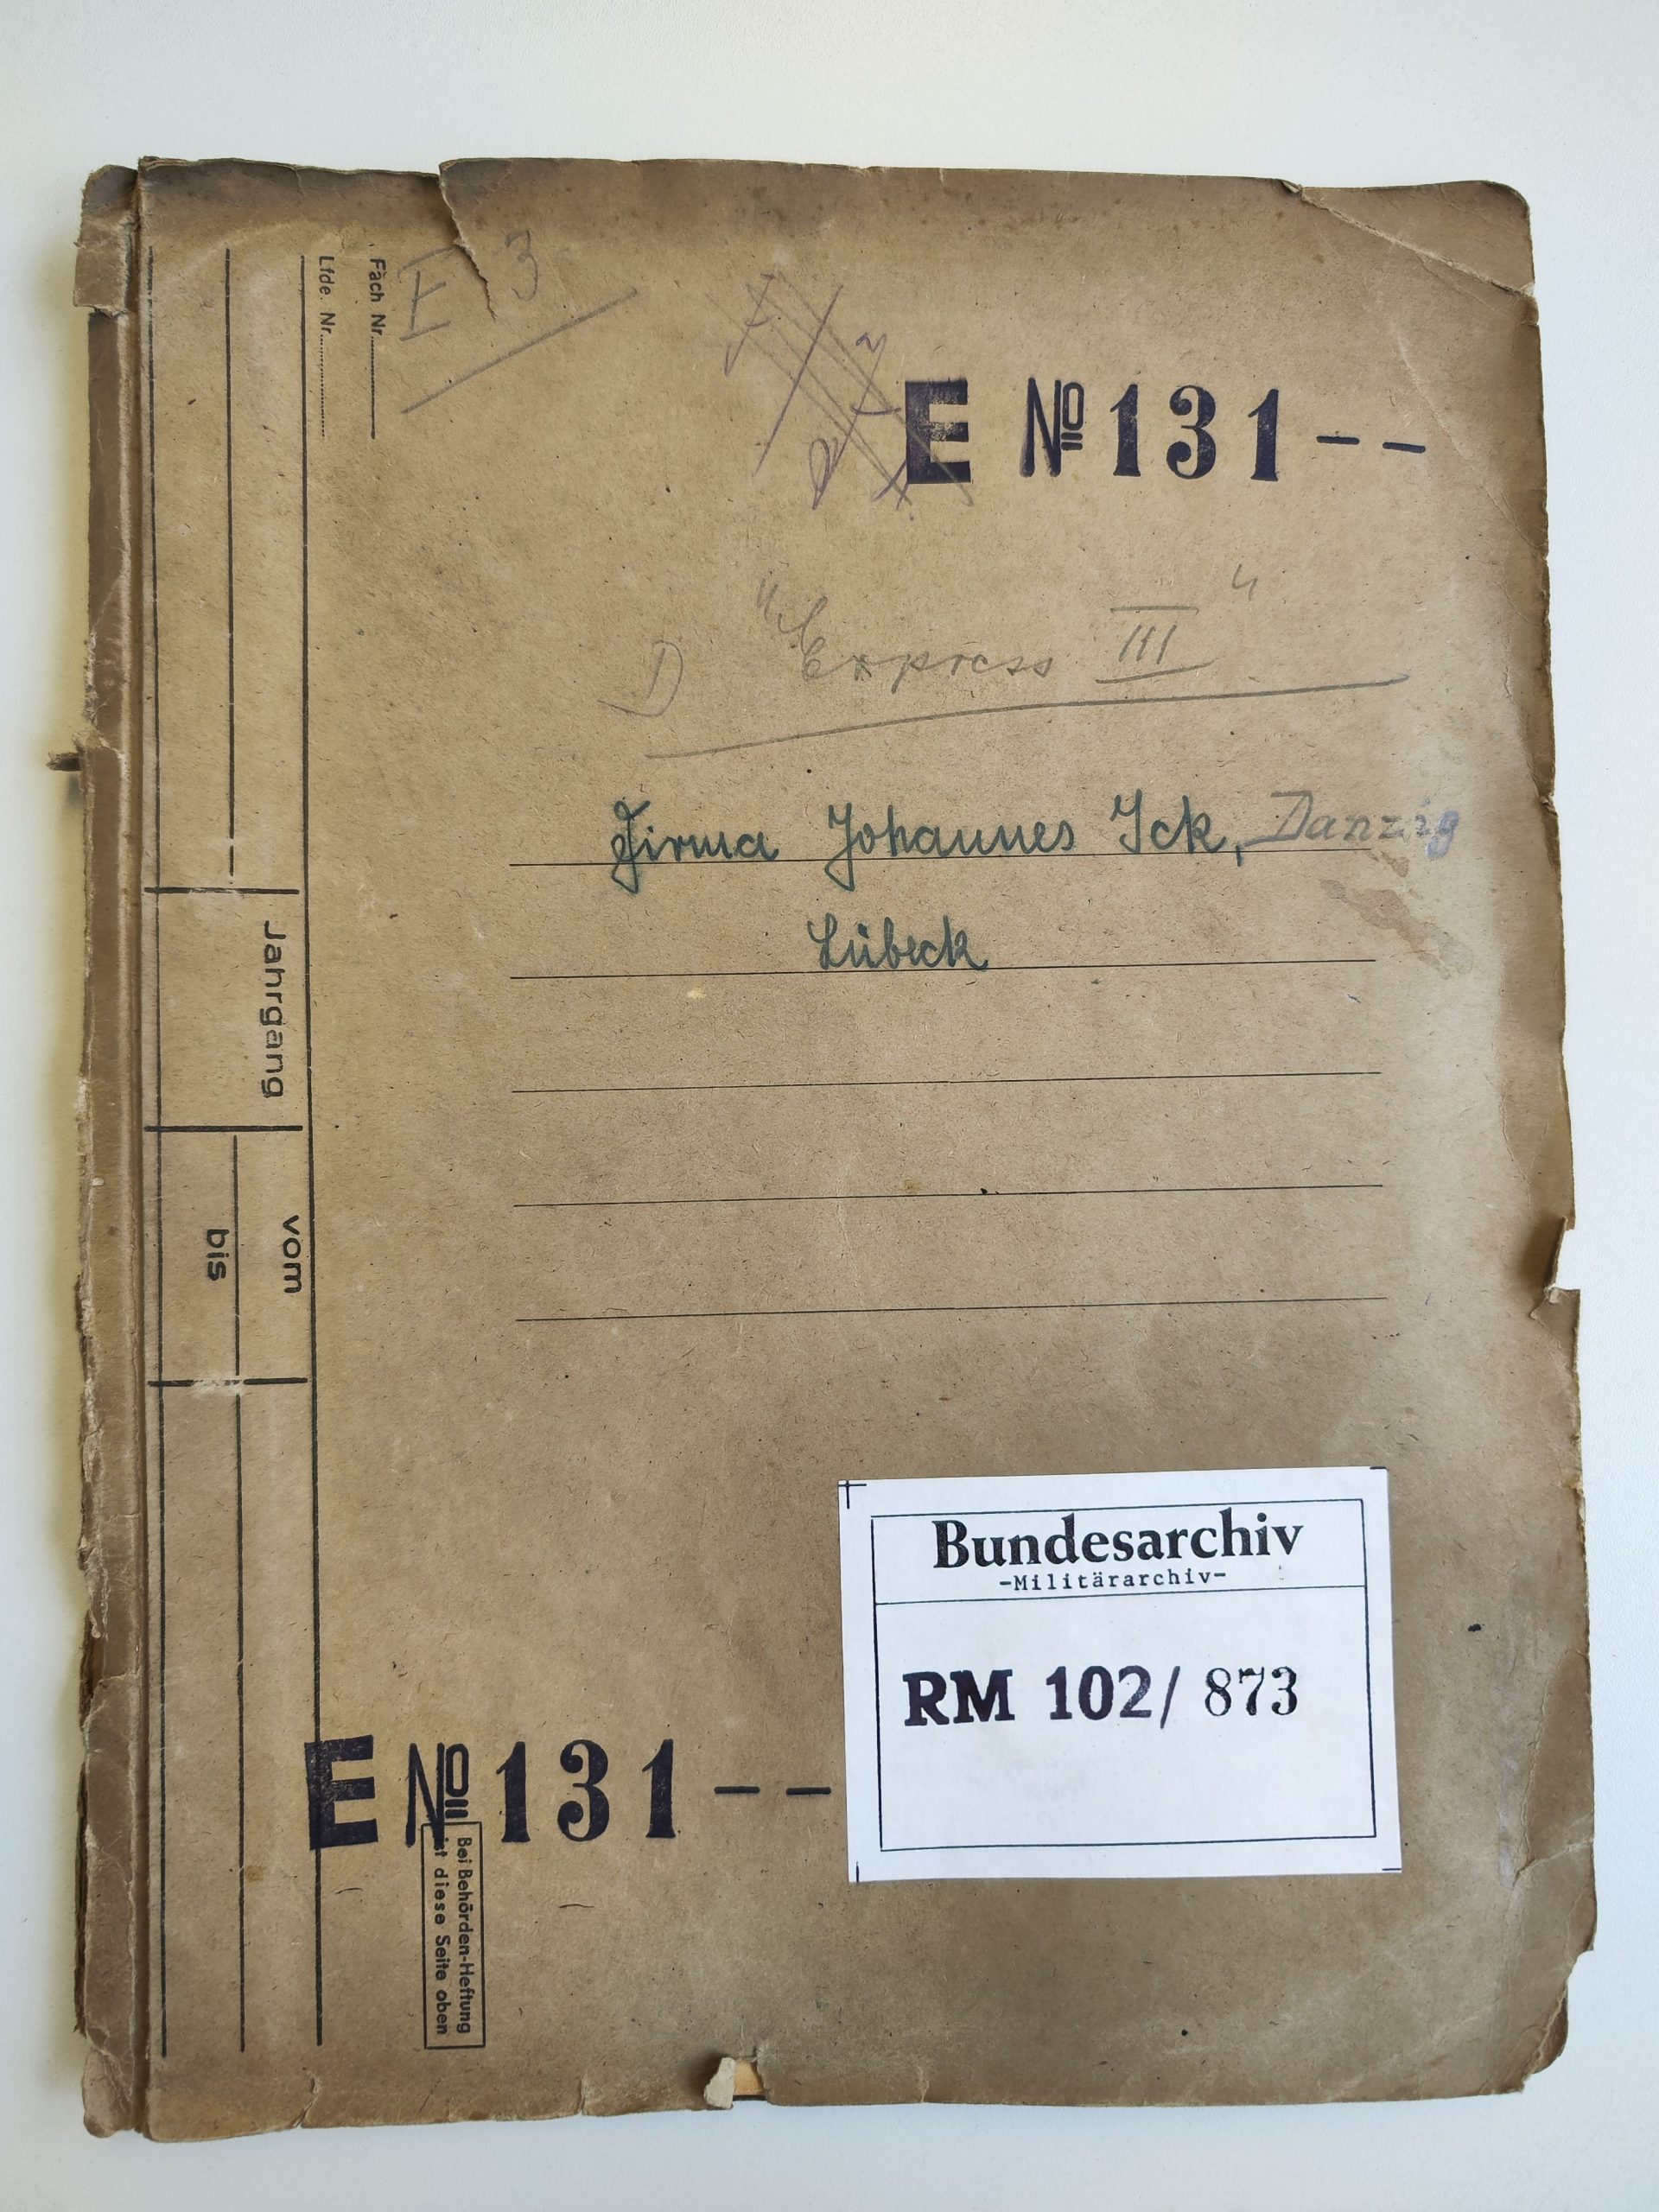 Fach Nr.
Lfde. Nr.
E 3
E № 131--
D "Express III"
Firma Johannes Ick, Danzig
Lübeck
Jahrgang
vom
bis
Bundesarchiv
-Militärarchiv-
RM 102/ 873
E № 131--
Bei Behörden-Heftung
ist diese Seite oben